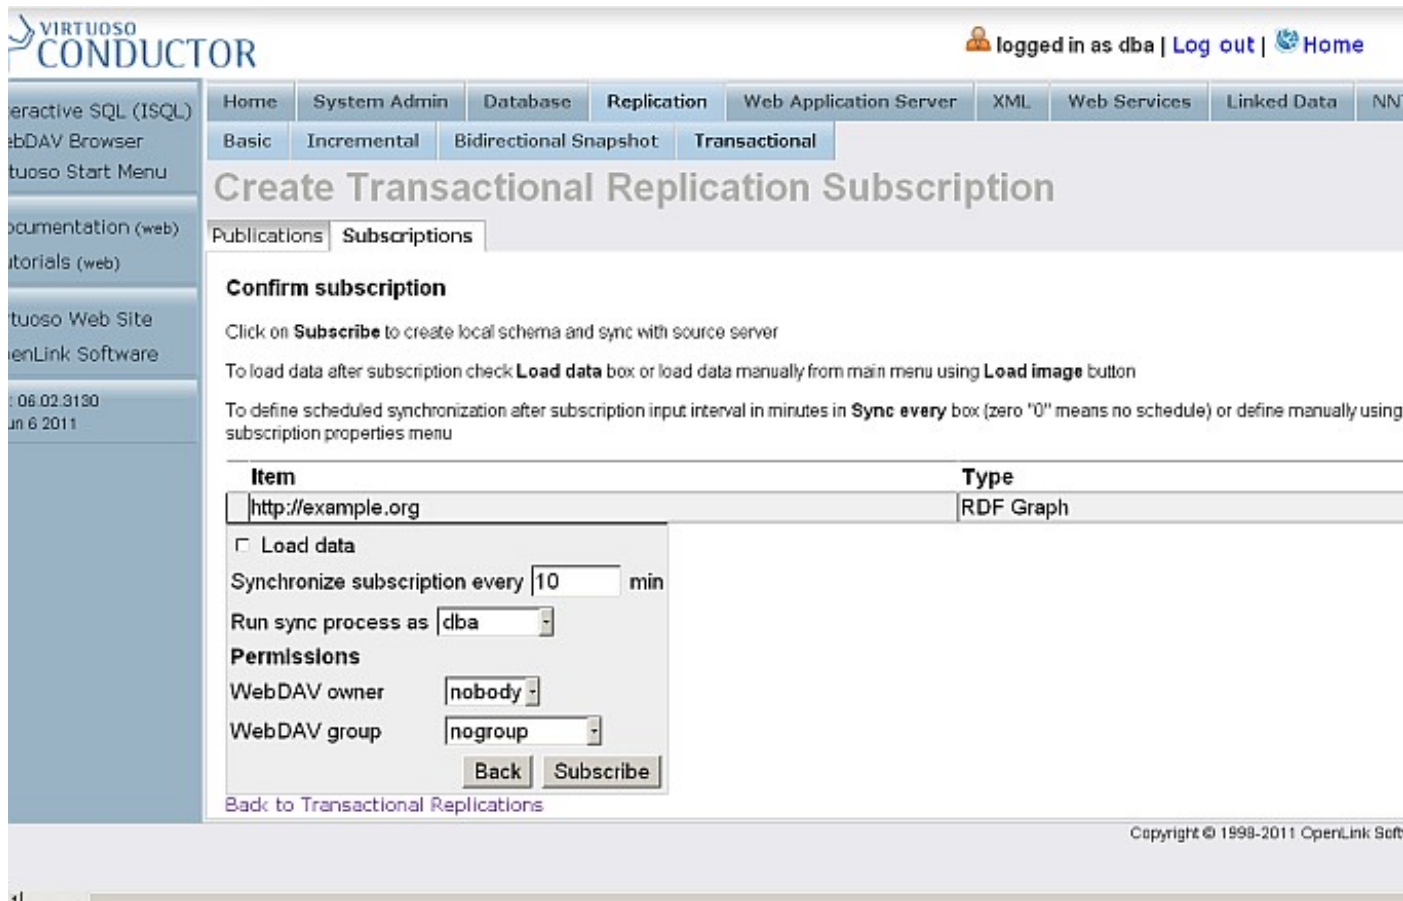 VIRTUOSO
CONDUCTOR
logged in as dba | Log out | Home
Home System Admin Database Replication Web Application Server XML Web Services Linked Data NN
Basic Incremental Bidirectional Snapshot Transactional
eractive SQL (ISQL)
ebDAV Browser
tuoso Start Menu
ocumentation (web)
utorials (web)
rtuoso Web Site
enLink Software
: 06.02.3130
un 6 2011
Create Transactional Replication Subscription
Publications Subscriptions
Confirm subscription
Click on Subscribe to create local schema and sync with source server
To load data after subscription check Load data box or load data manually from main menu using Load image button
To define scheduled synchronization after subscription input interval in minutes in Sync every box (zero "0" means no schedule) or define manually using
subscription properties menu
Item Type
http://example.org RDF Graph
Load data
Synchronize subscription every 10 min
Run sync process as dba
Permissions
WebDAV owner nobody
WebDAV group nogroup
Back Subscribe
Back to Transactional Replications
Copyright © 1998-2011 OpenLink Soft